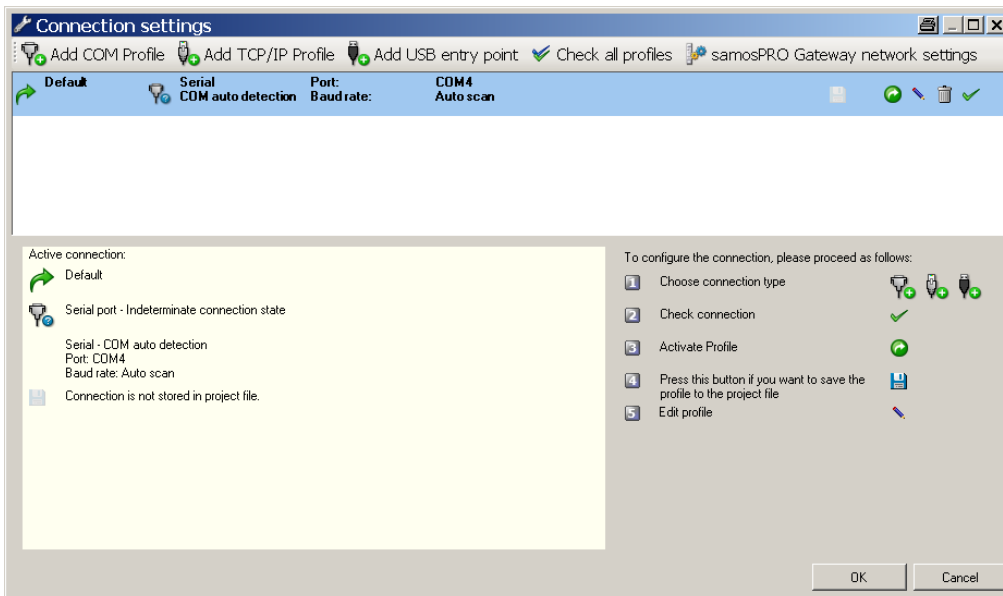 Connection settings
Add COM Profile Add TCP/IP Profile Add USB entry point Check all profiles samosPRO Gateway network settings
Default Serial Port: COM4
COM auto detection Baud rate: Auto scan
Active connection:
Default
Serial port - Indeterminate connection state
Serial - COM auto detection
Port: COM4
Baud rate: Auto scan
Connection is not stored in project file.
To configure the connection, please proceed as follows:
1 Choose connection type
2 Check connection
3 Activate Profile
4 Press this button if you want to save the
profile to the project file
5 Edit profile
OK Cancel